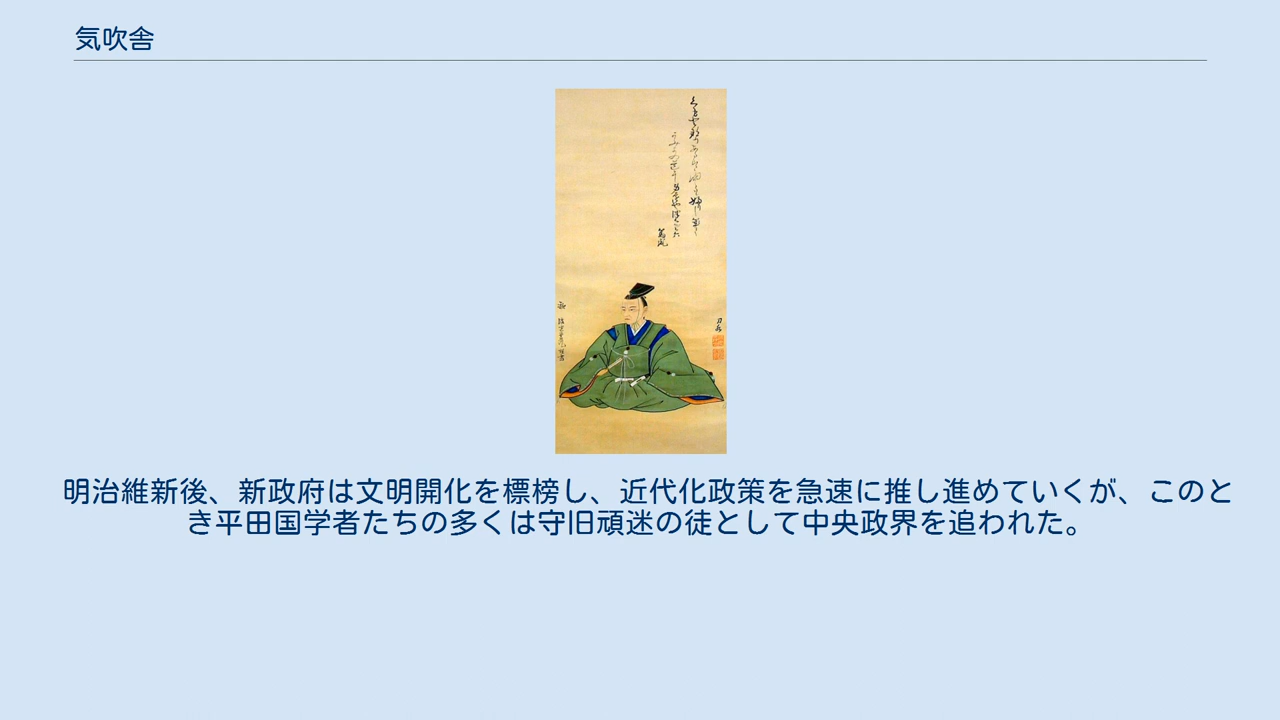 気吹舎
明治維新後、新政府は文明開化を標榜し、近代化政策を急速に推し進めていくが、このと
き平田国学者たちの多くは守旧頑迷の徒として中央政界を追われた。